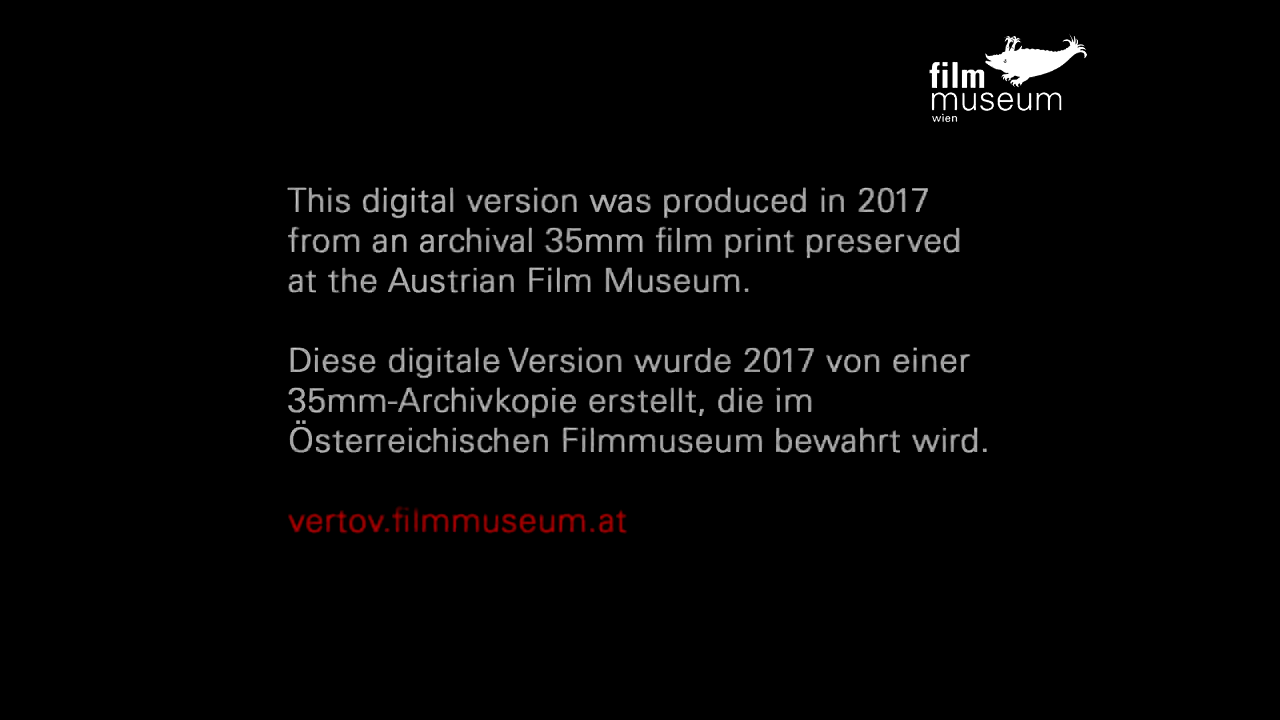 film
museum
wien
This digital version was produced in 2017
from an archival 35mm film print preserved
at the Austrian Film Museum.
Diese digitale Version wurde 2017 von einer
35mm-Archivkopie erstellt, die im
Österreichischen Filmmuseum bewahrt wird.
vertov.filmmuseum.at